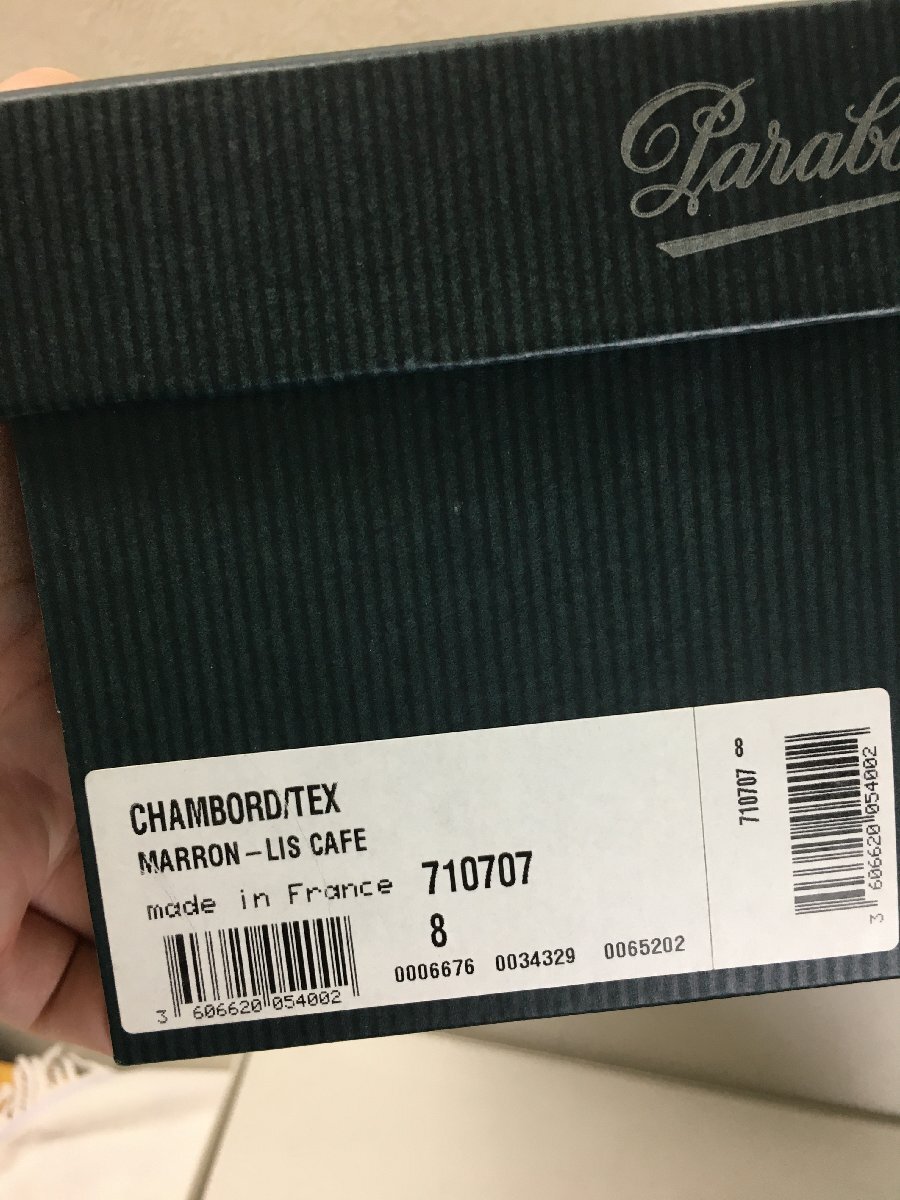 Parabo
CHAMBORD/TEX
MARRON-LIS CAFE
made in France 710707
8
0006676 0034329 0065202
3 606620 054002
710707 8
3 606620 054002